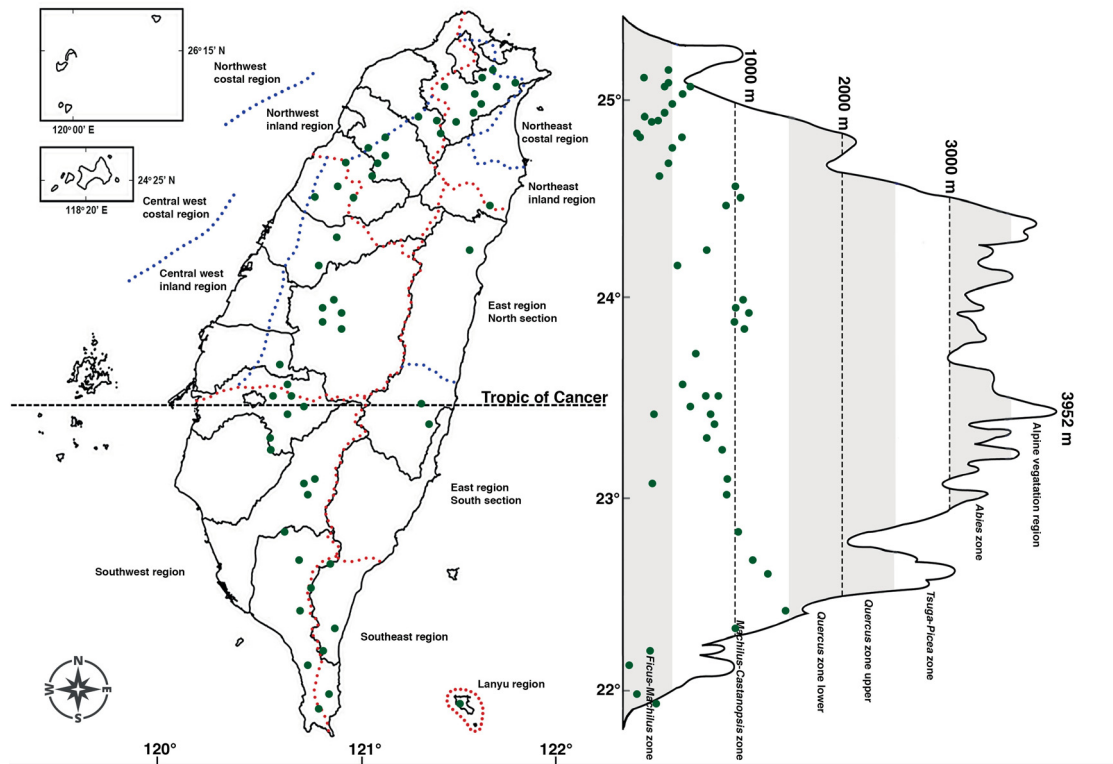 26°15' N
120°00' E
24°25' N
118°20' E
Northwest
costal region
Northwest
inland region
Central west
costal region
Central west
inland region
Northeast
costal region
Northeast
inland region
East region
North section
Tropic of Cancer
East region
South section
Southwest region
Southeast region
Lanyu region
N
E
S
W
120°
121°
122°
25°
24°
23°
22°
1000 m
2000 m
3000 m
3952 m
Alpine vegatation region
Abies zone
Tsuga-Picea zone
Quercus zone upper
Quercus zone lower
Machilus-Castanopsis zone
Ficus-Machilus zone